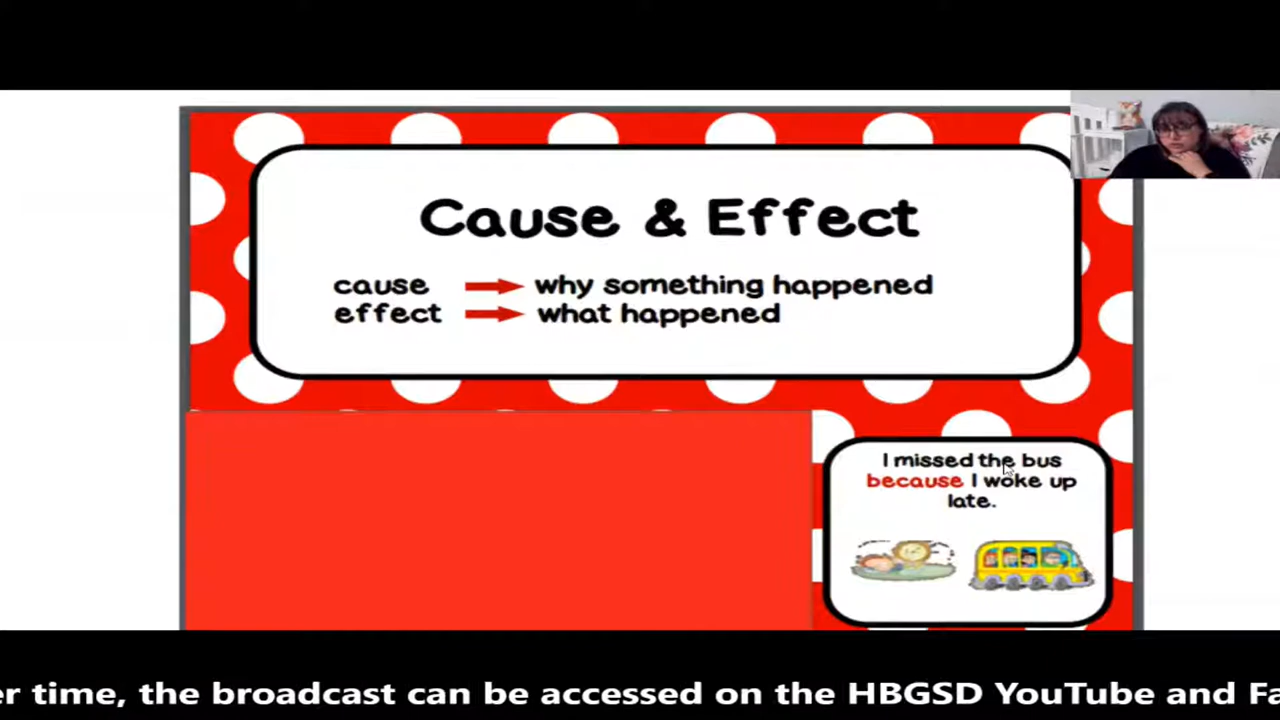 Cause & Effect
cause why something happened
effect what happened
I missed the bus
because I woke up
late.
er time, the broadcast can be accessed on the HBGSD YouTube and Fa